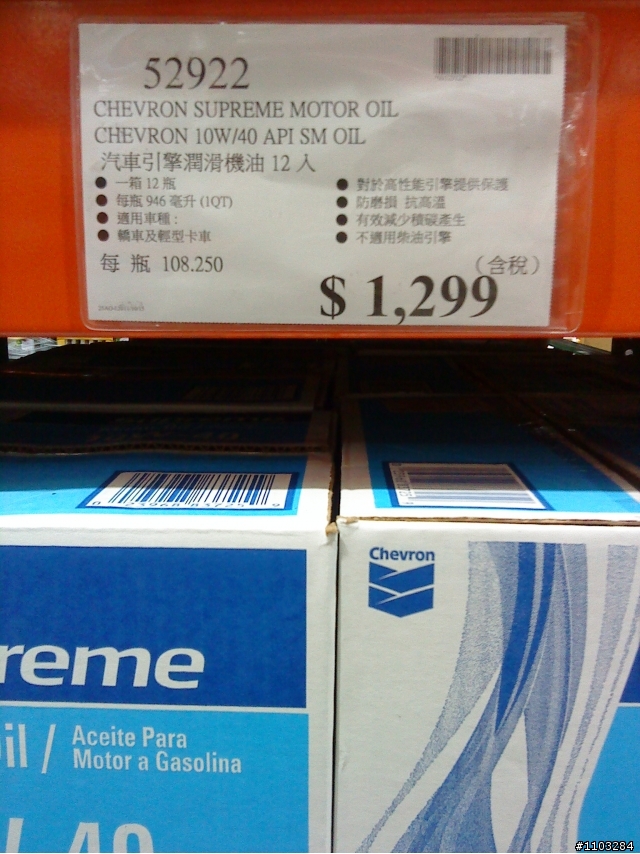 52922
CHEVRON SUPREME MOTOR OIL
CHEVRON 10W/40 API SM OIL
汽車引擎潤滑機油 12 入
● 一箱 12 瓶
● 每瓶 946 毫升 (1QT)
● 適用車種 :
● 轎車及輕型卡車
● 對於高性能引擎提供保護
● 防磨損 抗高溫
● 有效減少積碳產生
● 不適用柴油引擎
每 瓶 108.250
(含稅)
$ 1,299
Chevron
reme
il / Aceite Para
Motor a Gasolina
40
#1103284